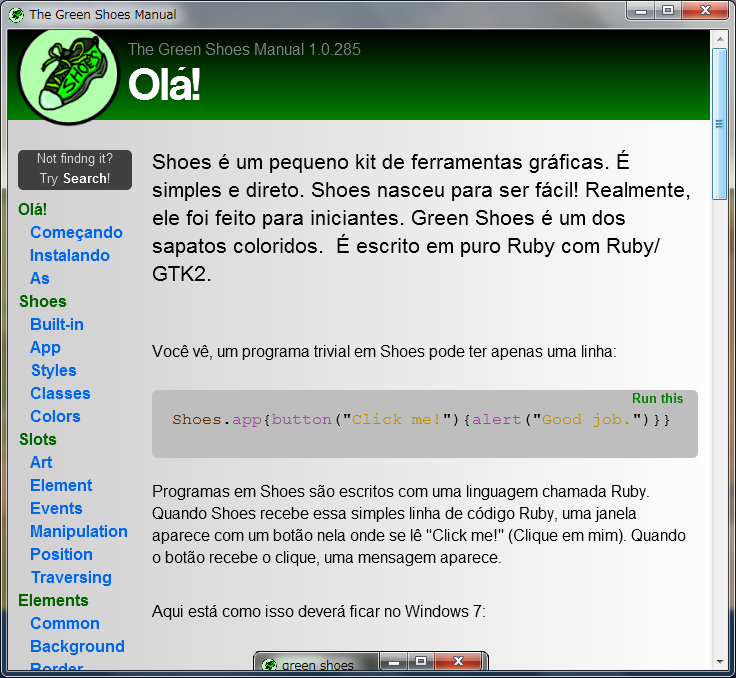 The Green Shoes Manual
The Green Shoes Manual 1.0.285
SHOES
Olá!
Not findng it?
Try Search!
Olá!
Começando
Instalando
As
Shoes
Built-in
App
Styles
Classes
Colors
Slots
Art
Element
Events
Manipulation
Position
Traversing
Elements
Common
Background
Border
Shoes é um pequeno kit de ferramentas gráficas. É
simples e direto. Shoes nasceu para ser fácil! Realmente,
ele foi feito para iniciantes. Green Shoes é um dos
sapatos coloridos. É escrito em puro Ruby com Ruby/
GTK2.
Você vê, um programa trivial em Shoes pode ter apenas uma linha:
Run this
Shoes.app{button("Click me!"){alert("Good job.")}}
Programas em Shoes são escritos com uma linguagem chamada Ruby.
Quando Shoes recebe essa simples linha de código Ruby, uma janela
aparece com um botão nela onde se lê "Click me!" (Clique em mim). Quando
o botão recebe o clique, uma mensagem aparece.
Aqui está como isso deverá ficar no Windows 7:
green shoes